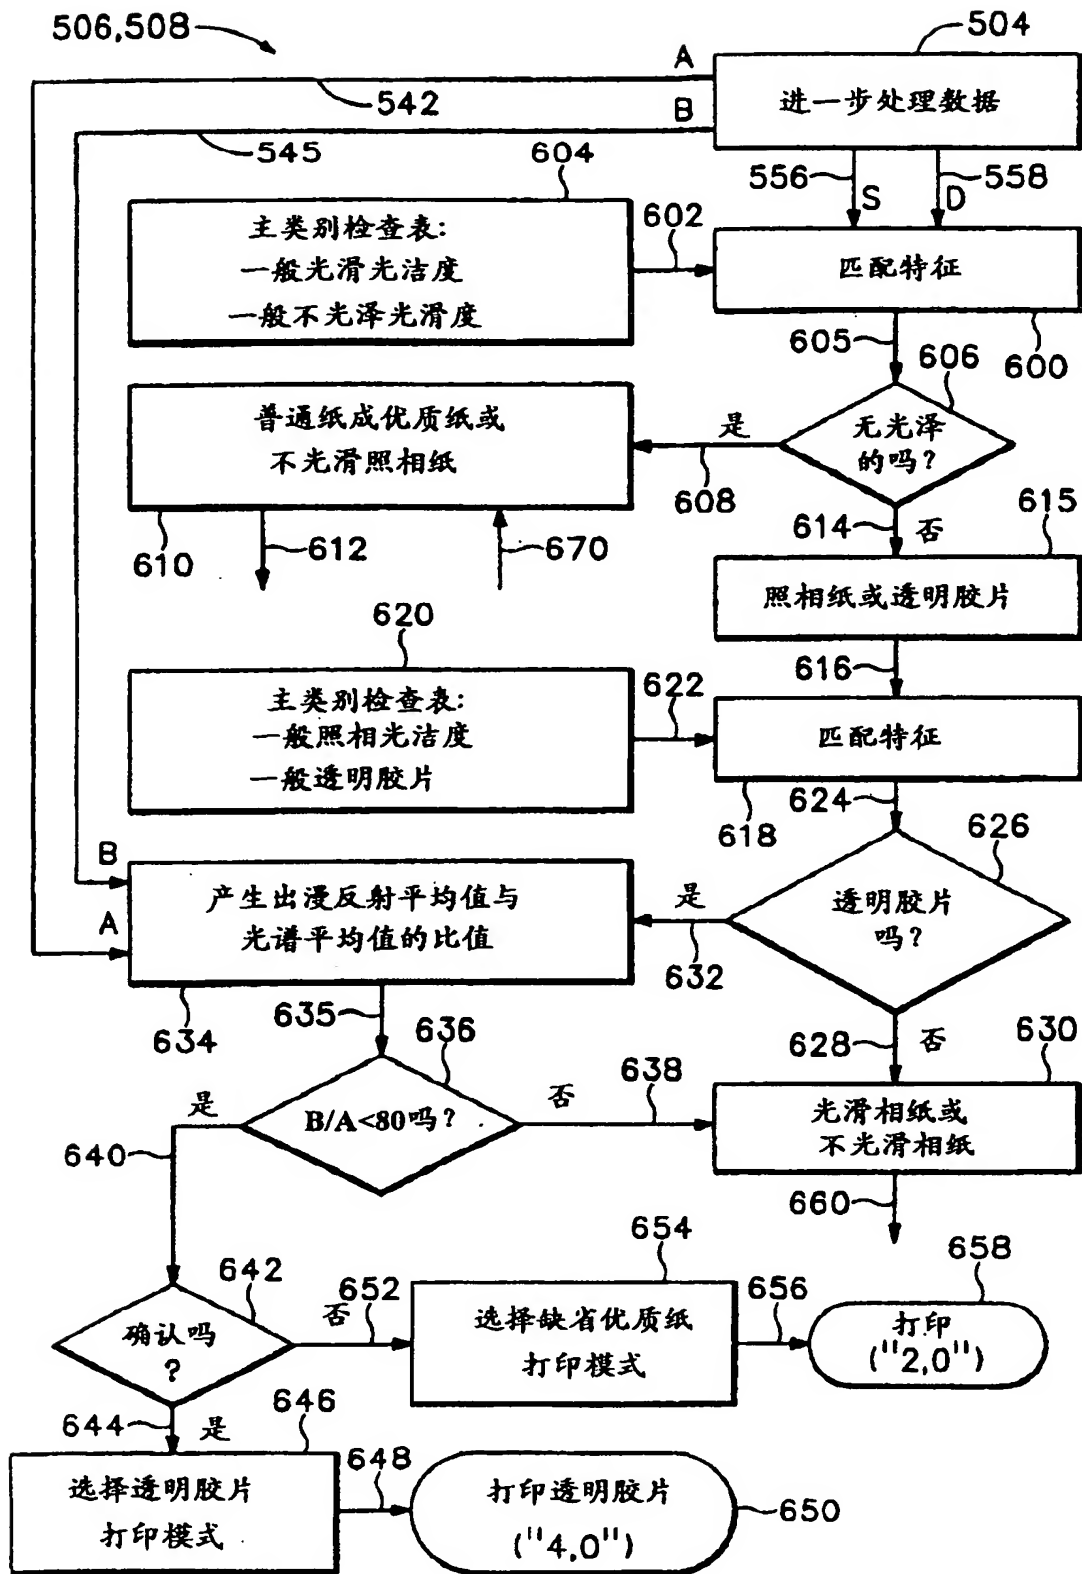 506,508
504
A
进一步处理数据
542
B
545
604
556
S
D
558
主类别检查表:
一般光滑光洁度
一般不光泽光滑度
602
匹配特征
605
606
600
普通纸成优质纸或
不光滑照相纸
是
无光泽
的吗?
608
614
否
615
610
612
670
照相纸或透明胶片
620
616
主类别检查表:
一般照相光洁度
一般透明胶片
622
匹配特征
618
624
626
B
A
产生出漫反射平均值与
光谱平均值的比值
是
透明胶片
吗?
632
634
635
636
628
否
630
是
B/A<80吗?
否
638
光滑相纸或
不光滑相纸
640
660
654
658
642
否
652
选择缺省优质纸
打印模式
656
打印
("2,0")
确认吗
?
644
是
646
选择透明胶片
打印模式
648
打印透明胶片
("4,0")
650